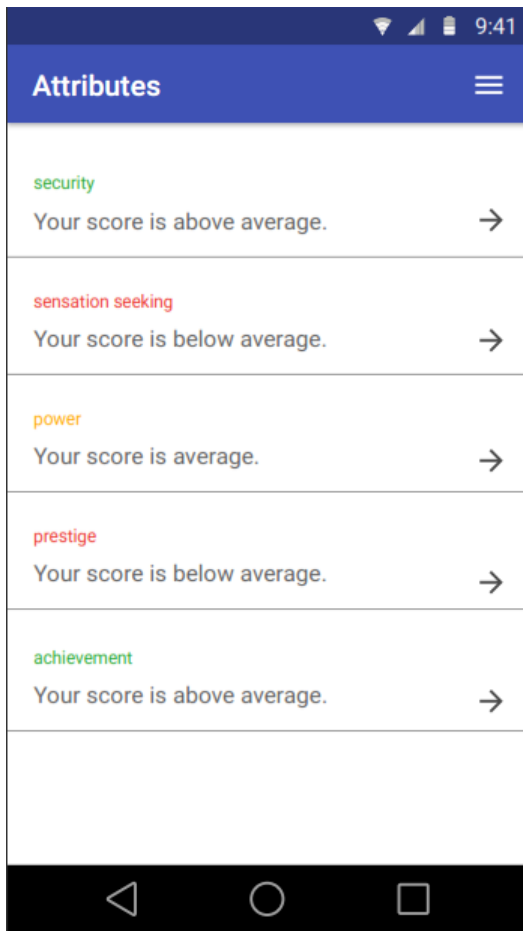 9:41
Attributes
security
Your score is above average.
sensation seeking
Your score is below average.
power
Your score is average.
prestige
Your score is below average.
achievement
Your score is above average.